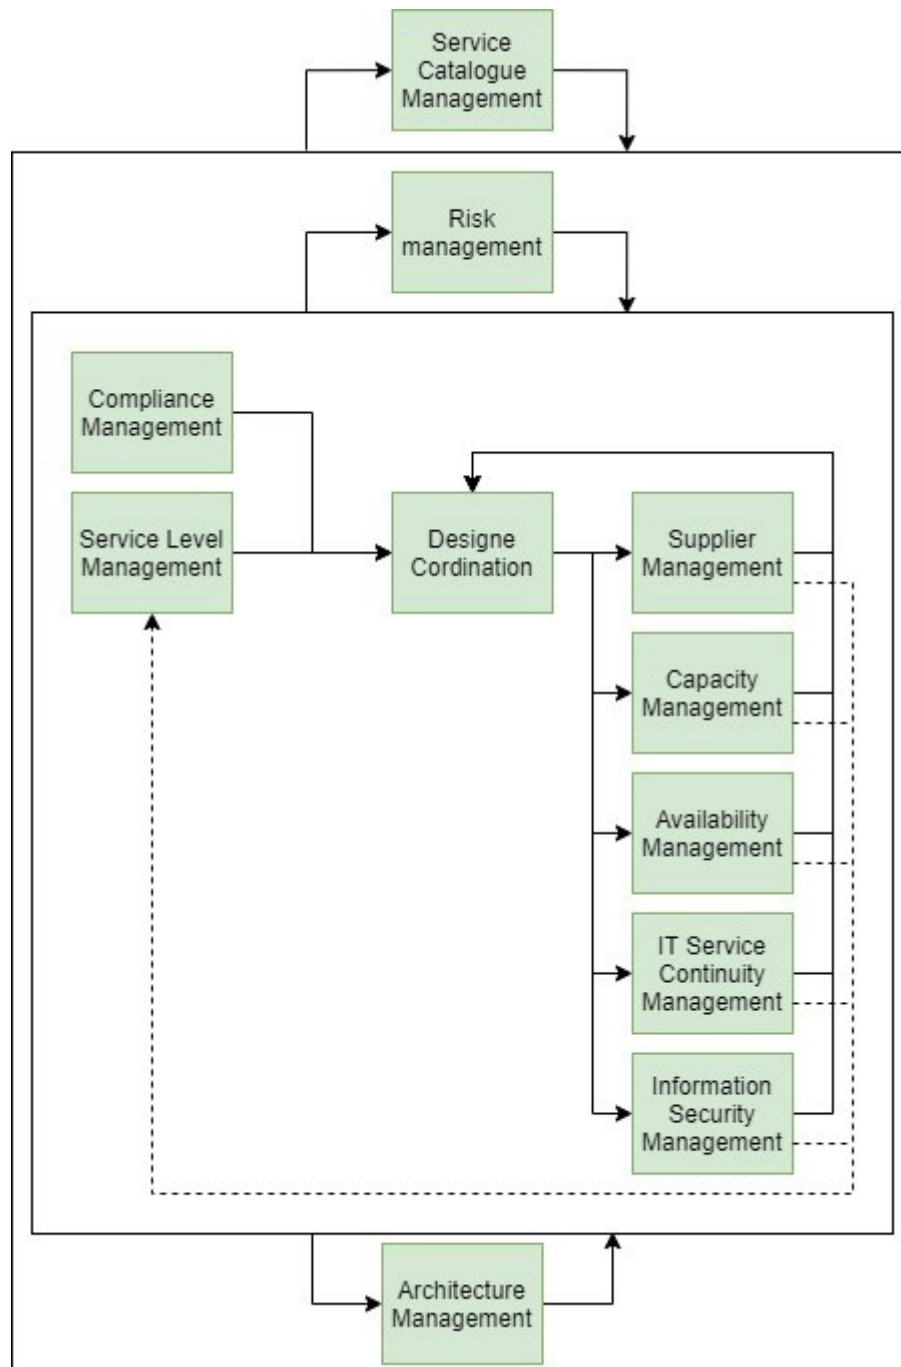 Service
Catalogue
Management
Risk
management
Compliance
Management
Service Level
Management
Designe
Cordination
Supplier
Management
Capacity
Management
Availability
Management
IT Service
Continuity
Management
Information
Security
Management
Architecture
Management